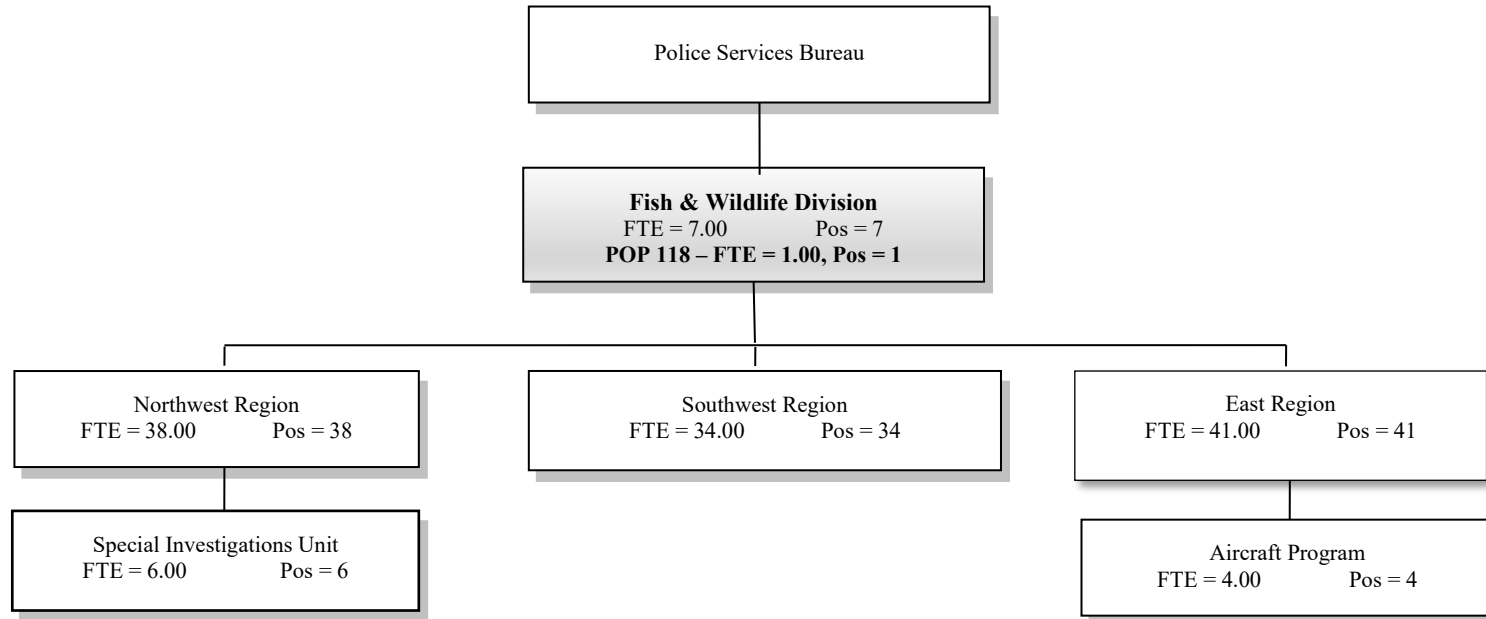 Police Services Bureau
Fish & Wildlife Division
FTE = 7.00 Pos = 7
POP 118 – FTE = 1.00, Pos = 1
Northwest Region
FTE = 38.00 Pos = 38
Southwest Region
FTE = 34.00 Pos = 34
East Region
FTE = 41.00 Pos = 41
Special Investigations Unit
FTE = 6.00 Pos = 6
Aircraft Program
FTE = 4.00 Pos = 4